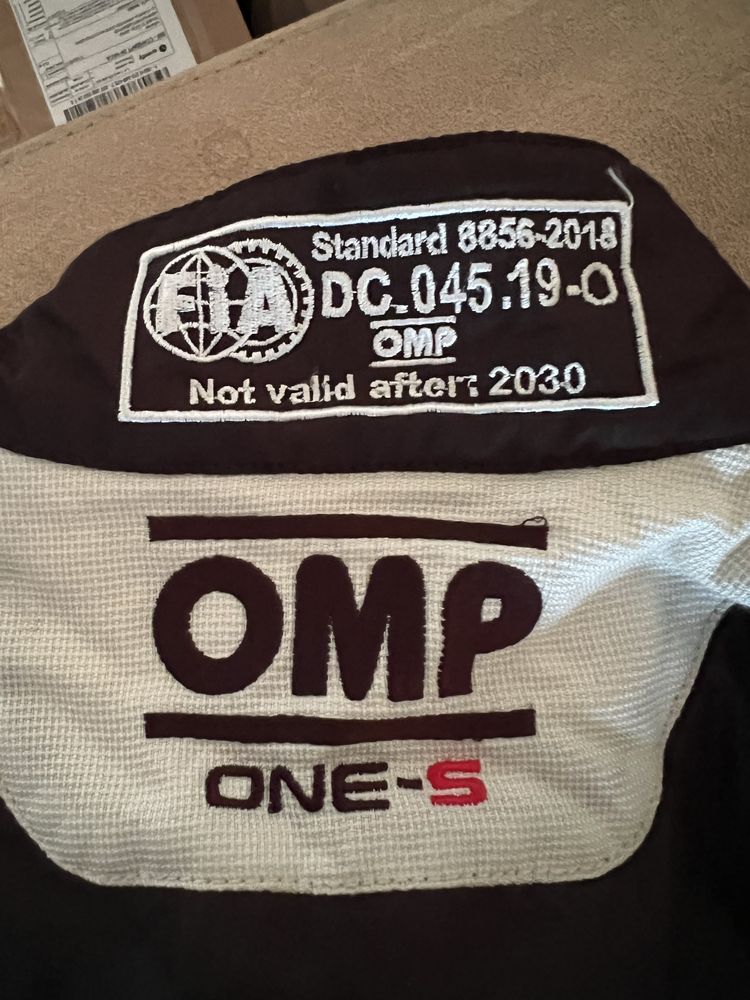 FIA
Standard 8856-2018
DC.045.19-O
OMP
Not valid after: 2030
OMP
ONE-S